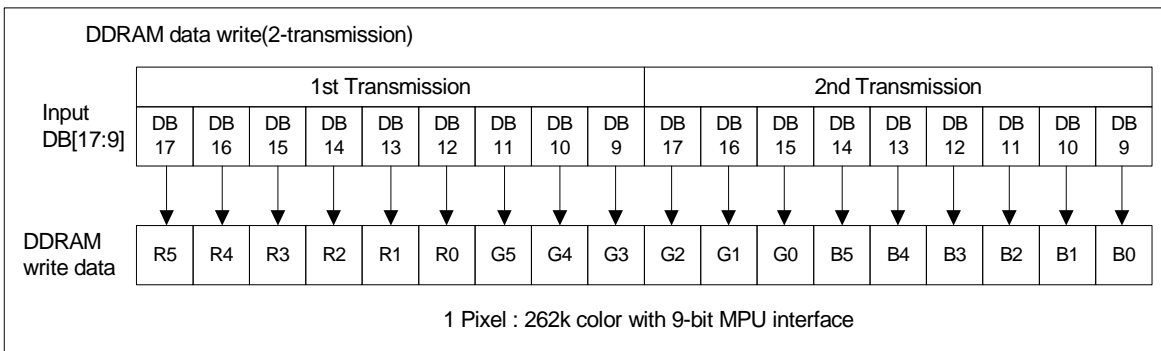 DDRAM data write(2-transmission)
1st Transmission 2nd Transmission
Input
DB[17:9]
DB DB DB DB DB DB DB DB DB DB DB DB DB DB DB DB DB DB
17 16 15 14 13 12 11 10 9 17 16 15 14 13 12 11 10 9
DDRAM
write data
R5 R4 R3 R2 R1 R0 G5 G4 G3 G2 G1 G0 B5 B4 B3 B2 B1 B0
1 Pixel : 262k color with 9-bit MPU interface